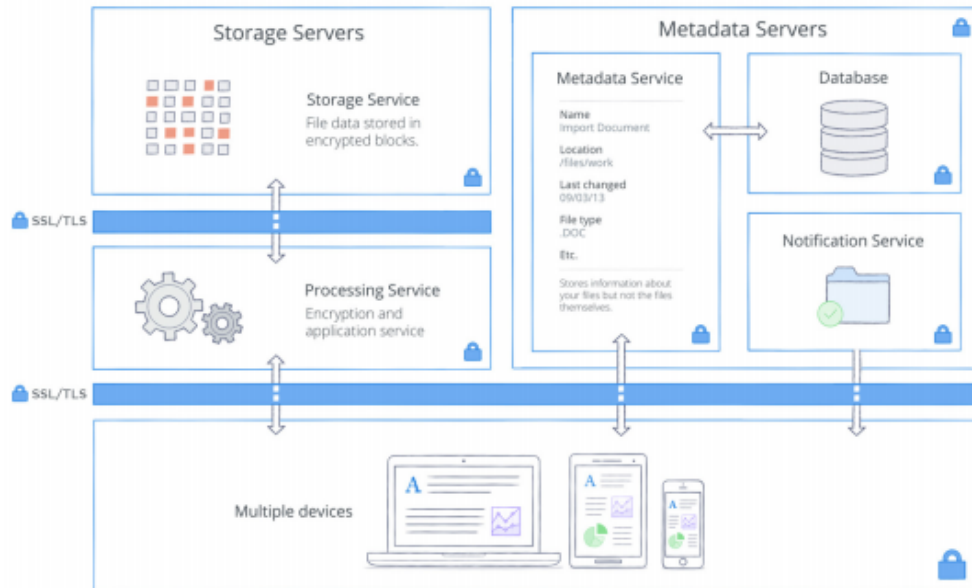 Storage Servers
Storage Service
File data stored in
encrypted blocks.
SSL/TLS
Processing Service
Encryption and
application service
SSL/TLS
Metadata Servers
Metadata Service
Name
Import Document
Location
/files/work
Last changed
09/03/13
File type
.DOC
Etc.
Stores information about
your files but not the files
themselves.
Database
Notification Service
Multiple devices
A
A
A